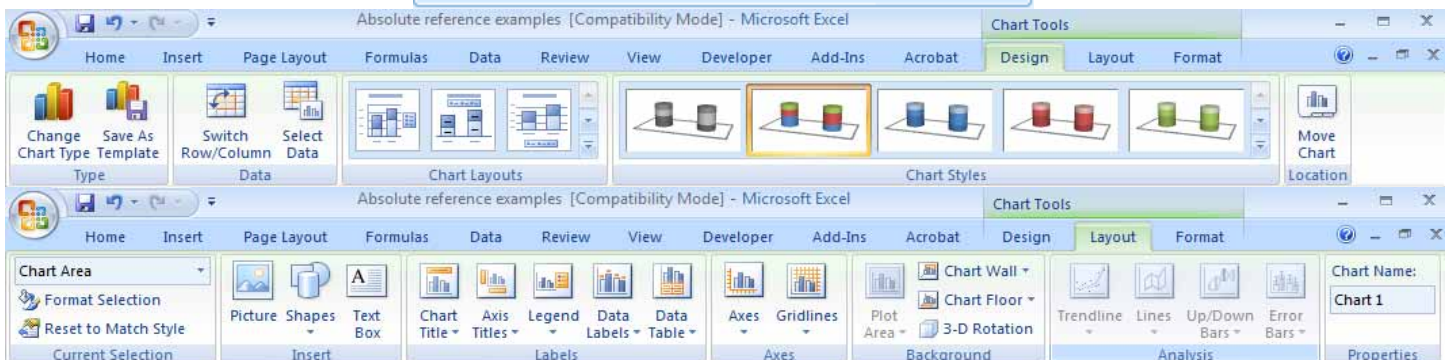 Absolute reference examples [Compatibility Mode] - Microsoft Excel
Chart Tools
Home Insert Page Layout Formulas Data Review View Developer Add-Ins Acrobat Design Layout Format
Change Chart Type
Save As Template
Switch Row/Column
Select Data
Move Chart
Type Data Chart Layouts Chart Styles Location
Absolute reference examples [Compatibility Mode] - Microsoft Excel
Chart Tools
Home Insert Page Layout Formulas Data Review View Developer Add-Ins Acrobat Design Layout Format
Chart Area
Format Selection
Reset to Match Style
Picture
Shapes
Text Box
Chart Title
Axis Titles
Legend
Data Labels
Data Table
Axes
Gridlines
Plot Area
Chart Wall
Chart Floor
3-D Rotation
Trendline
Lines
Up/Down Bars
Error Bars
Chart Name:
Chart 1
Current Selection Insert Labels Axes Background Analysis Properties